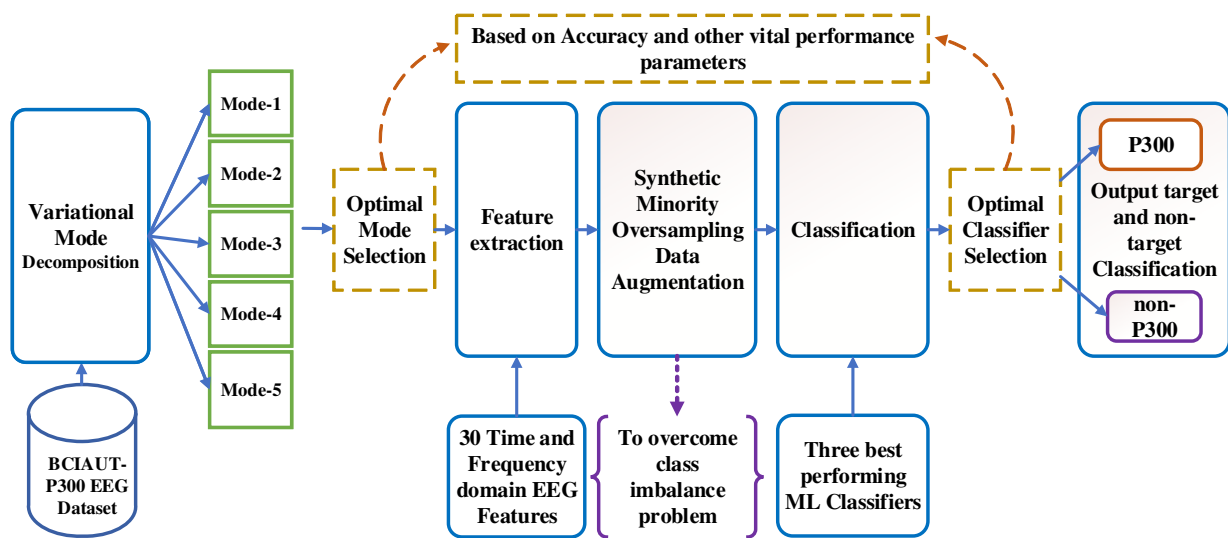 Based on Accuracy and other vital performance
parameters
Variational
Mode
Decomposition
BCIAUT-
P300 EEG
Dataset
Mode-1
Mode-2
Mode-3
Mode-4
Mode-5
Optimal
Mode
Selection
Feature
extraction
30 Time and
Frequency
domain EEG
Features
Synthetic
Minority
Oversampling
Data
Augmentation
To overcome
class
imbalance
problem
Classification
Three best
performing
ML Classifiers
Optimal
Classifier
Selection
P300
Output target
and non-
target
Classification
non-
P300